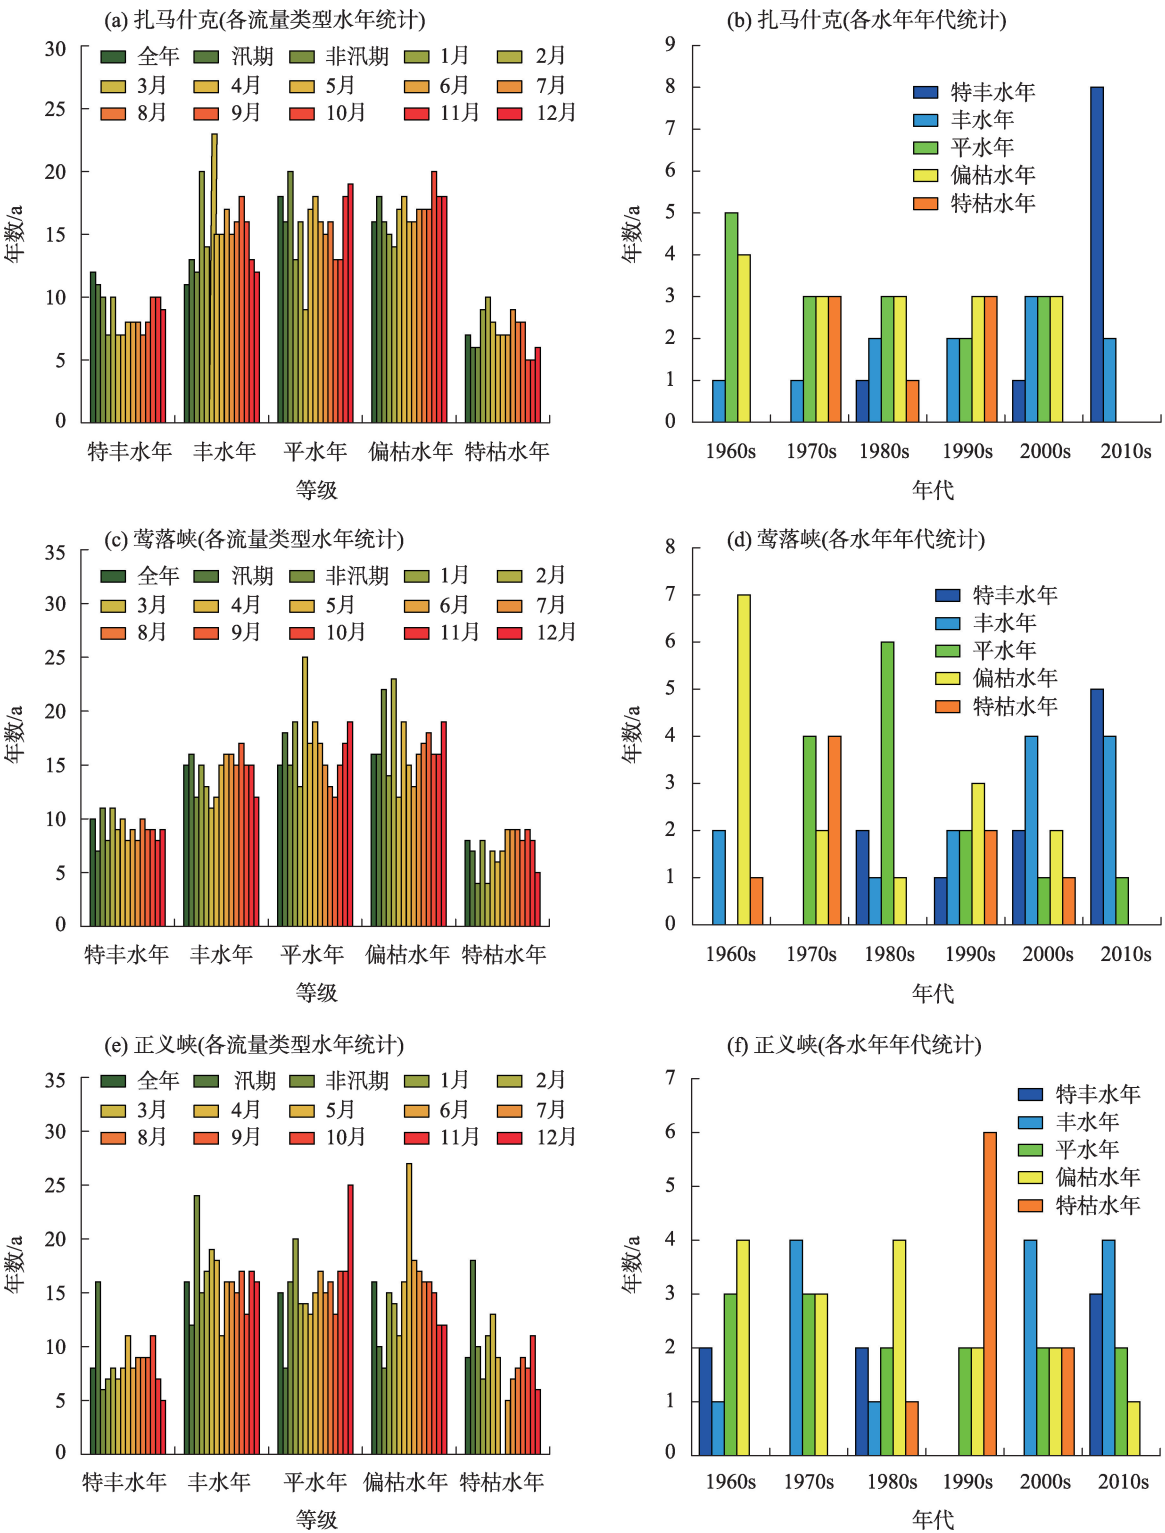 (a) 扎马什克(各流量类型水年统计)
30
25
20
15
10
5
0
年数/a
全年 汛期 非汛期 1月 2月
3月 4月 5月 6月 7月
8月 9月 10月 11月 12月
特丰水年 丰水年 平水年 偏枯水年 特枯水年
等级
(b) 扎马什克(各水年年代统计)
9
8
7
6
5
4
3
2
1
0
年数/a
特丰水年
丰水年
平水年
偏枯水年
特枯水年
1960s 1970s 1980s 1990s 2000s 2010s
年代
(c) 莺落峡(各流量类型水年统计)
35
30
25
20
15
10
5
0
年数/a
全年 汛期 非汛期 1月 2月
3月 4月 5月 6月 7月
8月 9月 10月 11月 12月
特丰水年 丰水年 平水年 偏枯水年 特枯水年
等级
(d) 莺落峡(各水年年代统计)
8
7
6
5
4
3
2
1
0
年数/a
特丰水年
丰水年
平水年
偏枯水年
特枯水年
1960s 1970s 1980s 1990s 2000s 2010s
年代
(e) 正义峡(各流量类型水年统计)
35
30
25
20
15
10
5
0
年数/a
全年 汛期 非汛期 1月 2月
3月 4月 5月 6月 7月
8月 9月 10月 11月 12月
特丰水年 丰水年 平水年 偏枯水年 特枯水年
等级
(f) 正义峡(各水年年代统计)
7
6
5
4
3
2
1
0
年数/a
特丰水年
丰水年
平水年
偏枯水年
特枯水年
1960s 1970s 1980s 1990s 2000s 2010s
年代